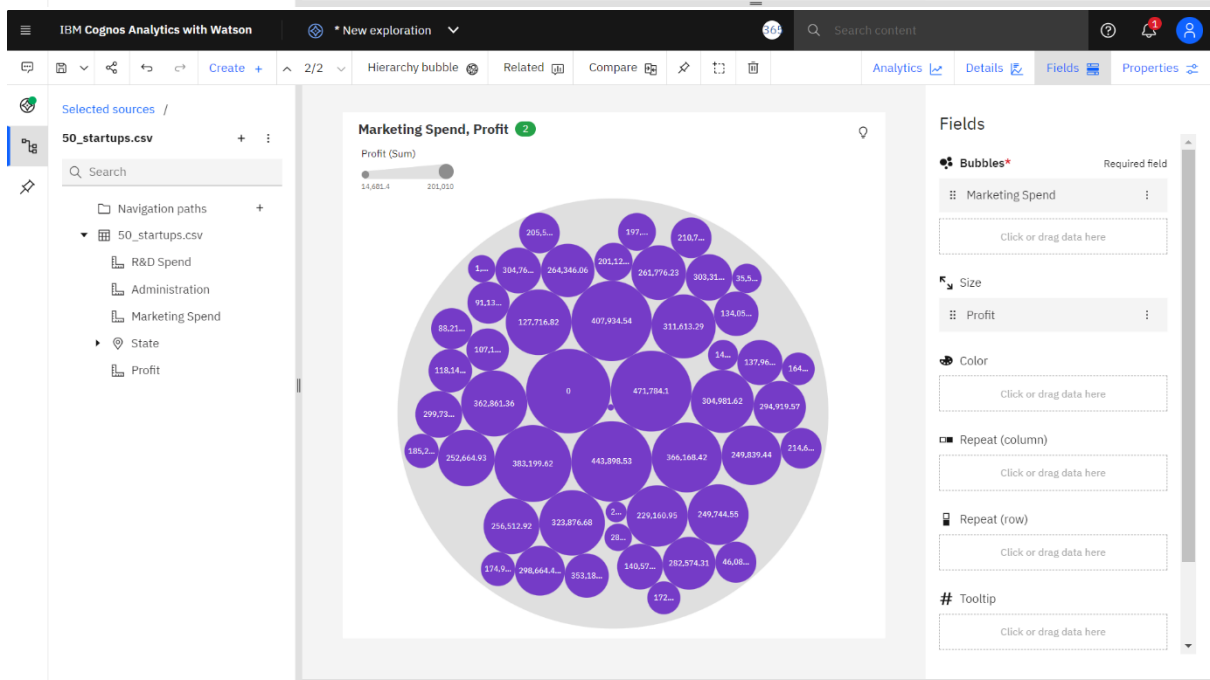 IBM Cognos Analytics with Watson
* New exploration
365
Search content
1
Create +
2/2
Hierarchy bubble
Related
Compare
Analytics
Details
Fields
Properties
Selected sources /
50_startups.csv
Search
Navigation paths
50_startups.csv
R&D Spend
Administration
Marketing Spend
State
Profit
Marketing Spend, Profit 2
Profit (Sum)
14,681.4 201,010
205,5...
197,...
210,7...
1,...
304,76...
264,346.06
201,12...
261,776.23
303,31...
35,5...
91,13...
88,21...
127,716.82
407,934.54
311,613.29
134,05...
107,1...
118,14...
14...
137,96...
164...
362,861.36
0
471,784.1
304,981.62
294,919.57
299,73...
185,2...
252,664.93
383,199.62
443,898.53
366,168.42
249,839.44
214,6...
256,512.92
323,876.68
2...
229,160.95
249,744.55
28...
174,9...
298,664.4...
353,18...
140,57...
282,574.31
46,08...
172...
Fields
Bubbles* Required field
Marketing Spend
Click or drag data here
Size
Profit
Color
Click or drag data here
Repeat (column)
Click or drag data here
Repeat (row)
Click or drag data here
Tooltip
Click or drag data here